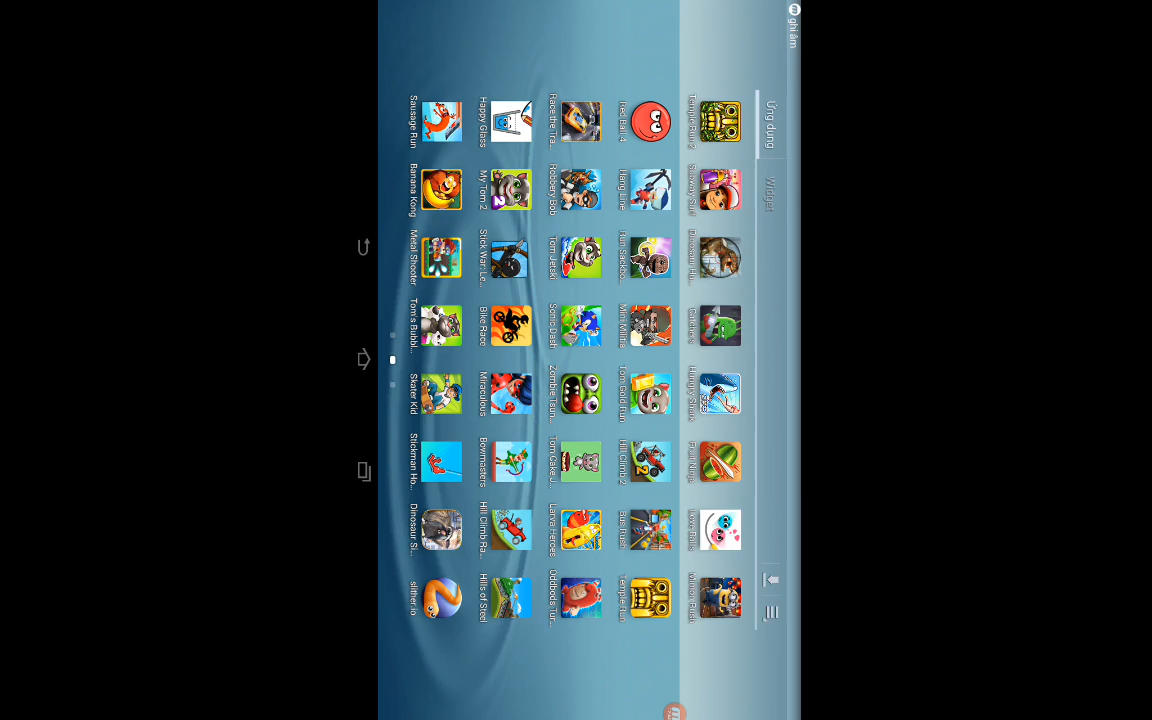 ghi âm
Ứng dụng
Widget
Temple Run 2
Subway Surf
Dinosaur Hu...
Catchers
Hungry Shark
Fruit Ninja
Love Balls
Minion Rush
Red Ball 4
Hang Line
Run Sackbo...
Mini Militia
Tom Gold Run
Hill Climb 2
Bus Rush
Temple Run
Race the Tra...
Robbery Bob
Tom Jetski
Sonic Dash
Zombie Tsun...
Tom Cake J...
Larva Heroes
Oddbods Tur...
Happy Glass
My Tom 2
Stick War: Le...
Bike Race
Miraculous
Bowmasters
Hill Climb Ra...
Hills of Steel
Sausage Run
Banana Kong
Metal Shooter
Tom's Bubbl...
Skater Kid
Stickman Ho...
Dinosaur Si...
slither.io